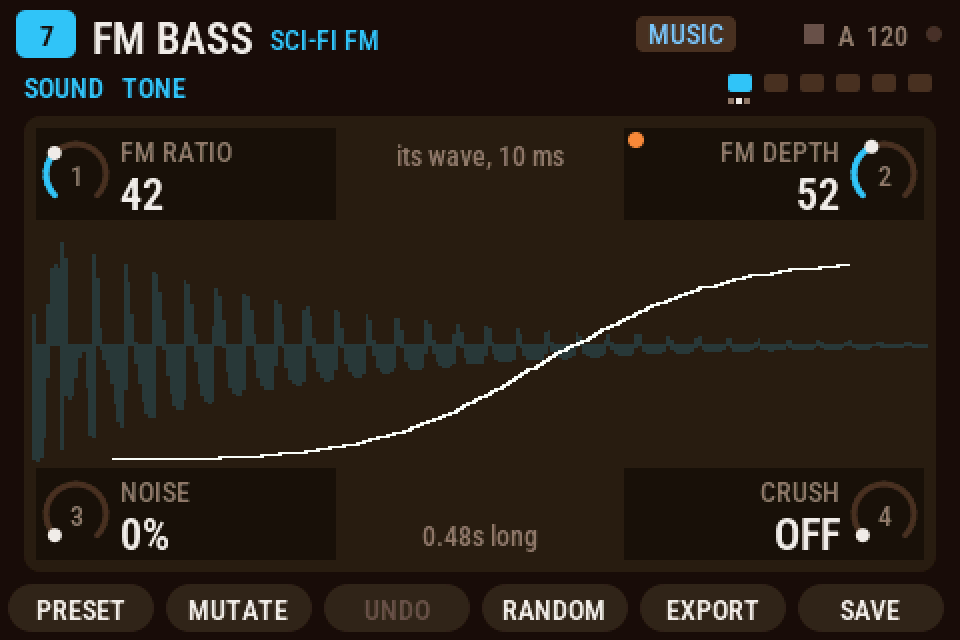 7 FM BASS SCI-FI FM MUSIC A 120
SOUND TONE
1 FM RATIO 42
its wave, 10 ms
FM DEPTH 52 2
3 NOISE 0%
0.48s long
CRUSH OFF 4
PRESET MUTATE UNDO RANDOM EXPORT SAVE